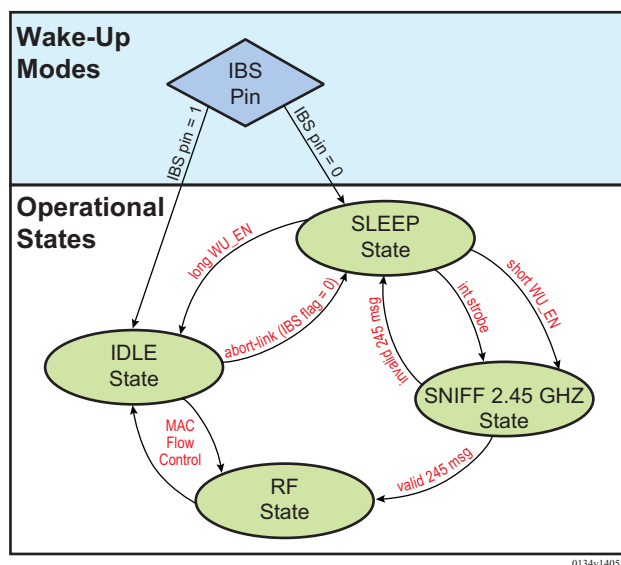 Wake-Up
Modes
IBS
Pin
IBS pin = 1
IBS pin = 0
Operational
States
SLEEP
State
long WU_EN
short WU_EN
int strobe
abort-link (IBS flag = 0)
invalid 245 msg
IDLE
State
SNIFF 2.45 GHZ
State
MAC
Flow
Control
valid 245 msg
RF
State
0134v1405